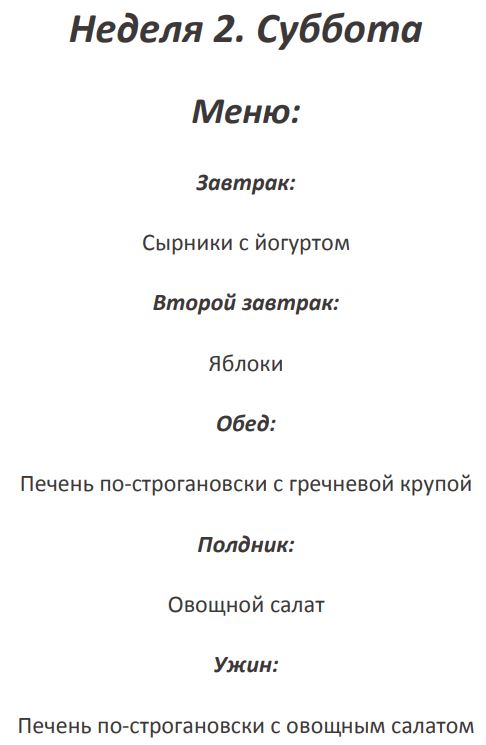 Неделя 2. Суббота
Меню:
Завтрак:
Сырники с йогуртом
Второй завтрак:
Яблоки
Обед:
Печень по-строгановски с гречневой крупой
Полдник:
Овощной салат
Ужин:
Печень по-строгановски с овощным салатом